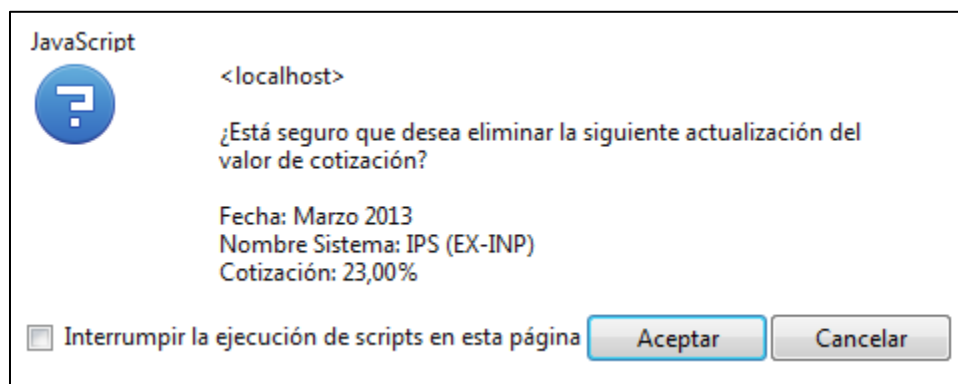 JavaScript
<localhost>
¿Está seguro que desea eliminar la siguiente actualización del
valor de cotización?
Fecha: Marzo 2013
Nombre Sistema: IPS (EX-INP)
Cotización: 23,00%
Interrumpir la ejecución de scripts en esta página Aceptar Cancelar